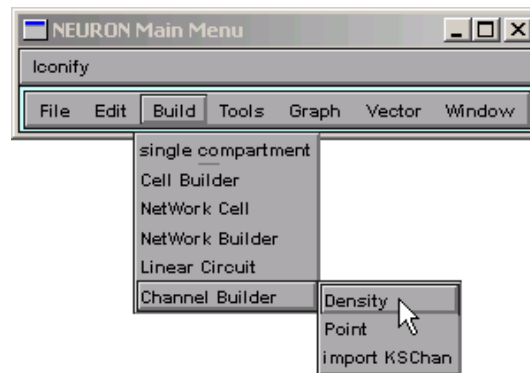 NEURON Main Menu
Iconify
File Edit Build Tools Graph Vector Window
single compartment
Cell Builder
NetWork Cell
NetWork Builder
Linear Circuit
Channel Builder
Density
Point
import KSChan